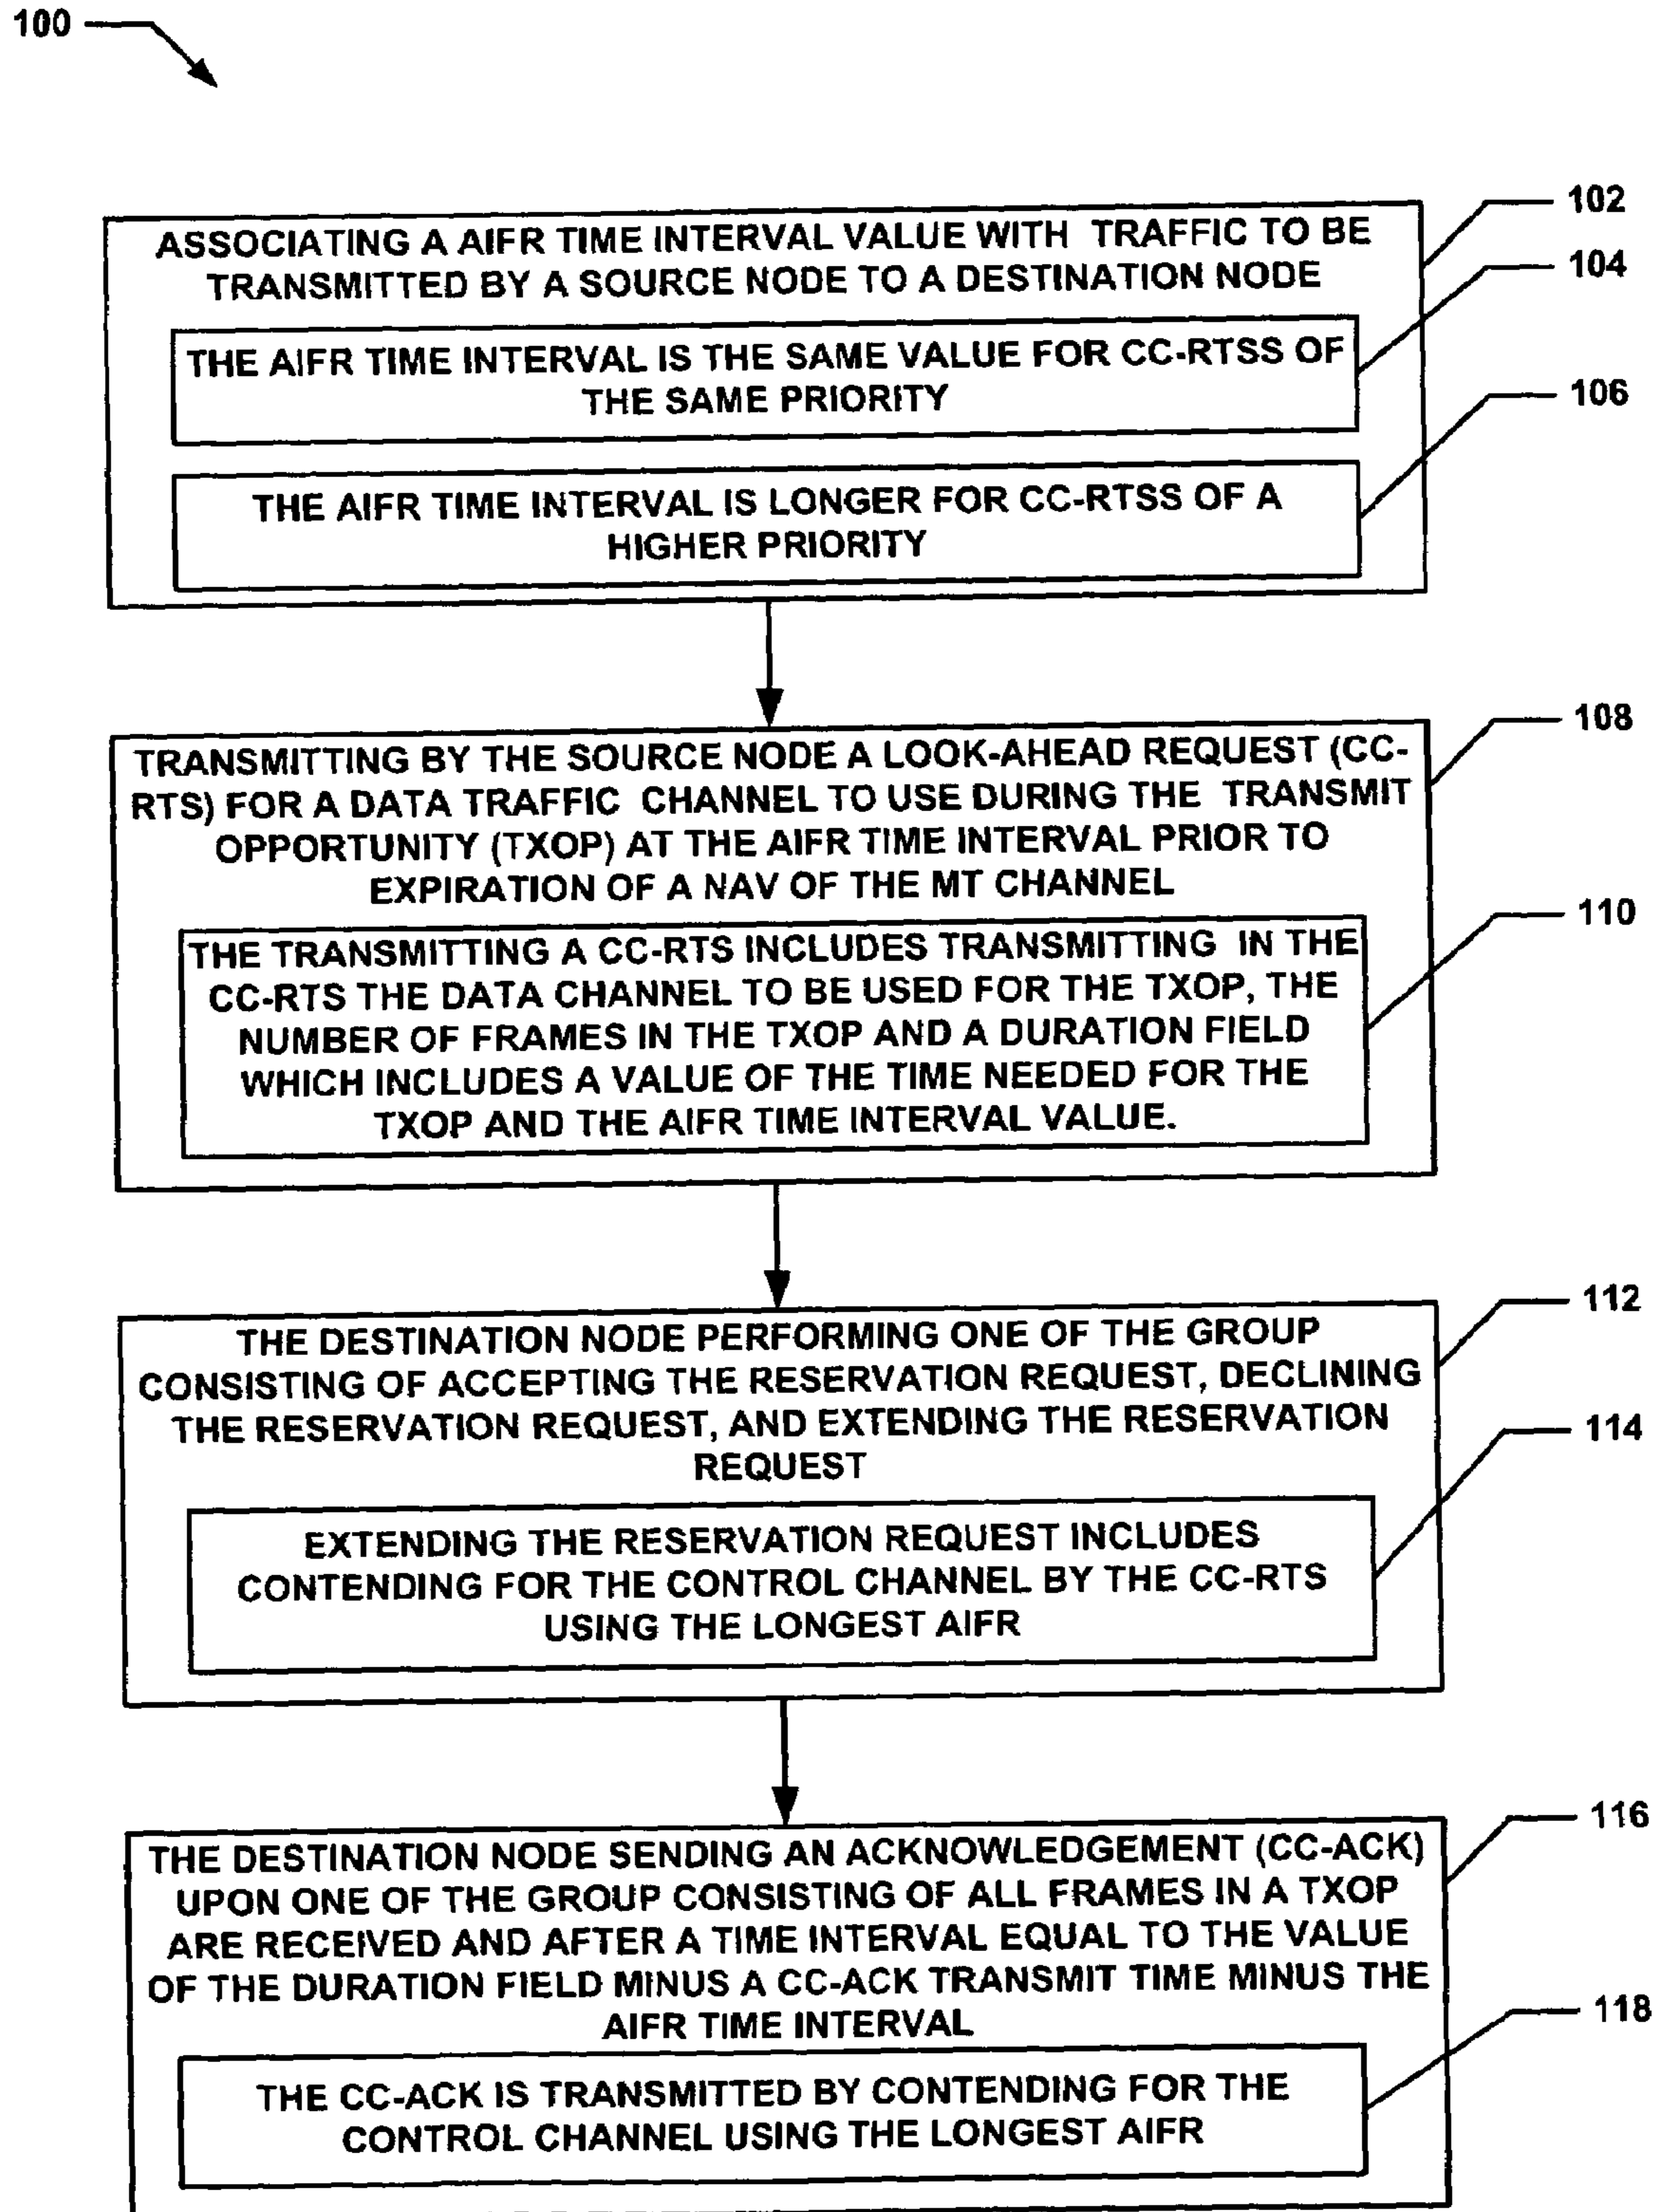 100
102
ASSOCIATING A AIFR TIME INTERVAL VALUE WITH TRAFFIC TO BE
TRANSMITTED BY A SOURCE NODE TO A DESTINATION NODE
104
THE AIFR TIME INTERVAL IS THE SAME VALUE FOR CC-RTSS OF
THE SAME PRIORITY
106
THE AIFR TIME INTERVAL IS LONGER FOR CC-RTSS OF A
HIGHER PRIORITY
108
TRANSMITTING BY THE SOURCE NODE A LOOK-AHEAD REQUEST (CC-
RTS) FOR A DATA TRAFFIC CHANNEL TO USE DURING THE TRANSMIT
OPPORTUNITY (TXOP) AT THE AIFR TIME INTERVAL PRIOR TO
EXPIRATION OF A NAV OF THE MT CHANNEL
110
THE TRANSMITTING A CC-RTS INCLUDES TRANSMITTING IN THE
CC-RTS THE DATA CHANNEL TO BE USED FOR THE TXOP, THE
NUMBER OF FRAMES IN THE TXOP AND A DURATION FIELD
WHICH INCLUDES A VALUE OF THE TIME NEEDED FOR THE
TXOP AND THE AIFR TIME INTERVAL VALUE.
112
THE DESTINATION NODE PERFORMING ONE OF THE GROUP
CONSISTING OF ACCEPTING THE RESERVATION REQUEST, DECLINING
THE RESERVATION REQUEST, AND EXTENDING THE RESERVATION
REQUEST
114
EXTENDING THE RESERVATION REQUEST INCLUDES
CONTENDING FOR THE CONTROL CHANNEL BY THE CC-RTS
USING THE LONGEST AIFR
116
THE DESTINATION NODE SENDING AN ACKNOWLEDGEMENT (CC-ACK)
UPON ONE OF THE GROUP CONSISTING OF ALL FRAMES IN A TXOP
ARE RECEIVED AND AFTER A TIME INTERVAL EQUAL TO THE VALUE
OF THE DURATION FIELD MINUS A CC-ACK TRANSMIT TIME MINUS THE
AIFR TIME INTERVAL
118
THE CC-ACK IS TRANSMITTED BY CONTENDING FOR THE
CONTROL CHANNEL USING THE LONGEST AIFR